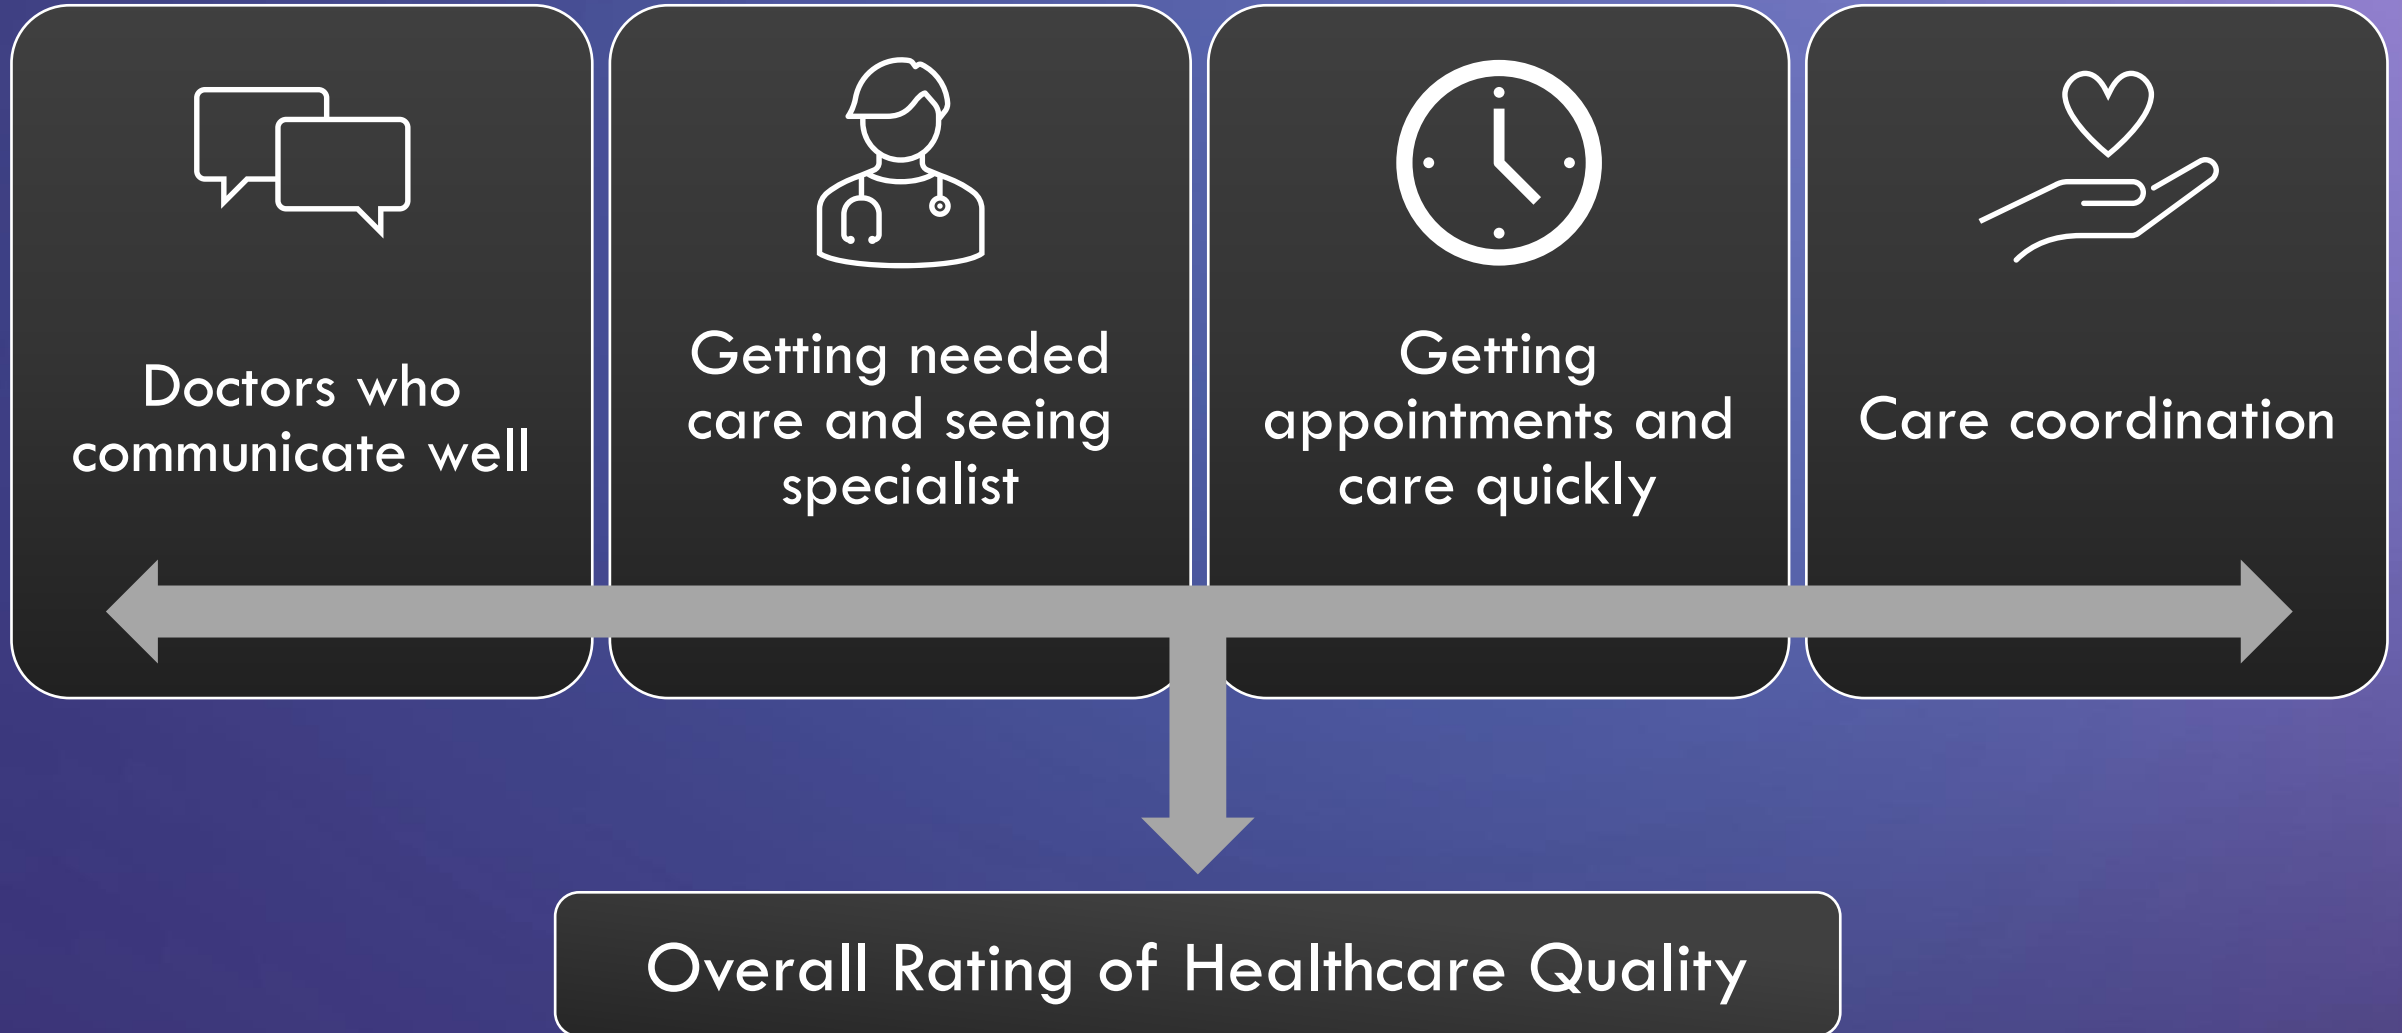 Doctors who
communicate well
Getting needed
care and seeing
specialist
Getting
appointments and
care quickly
Care coordination
Overall Rating of Healthcare Quality